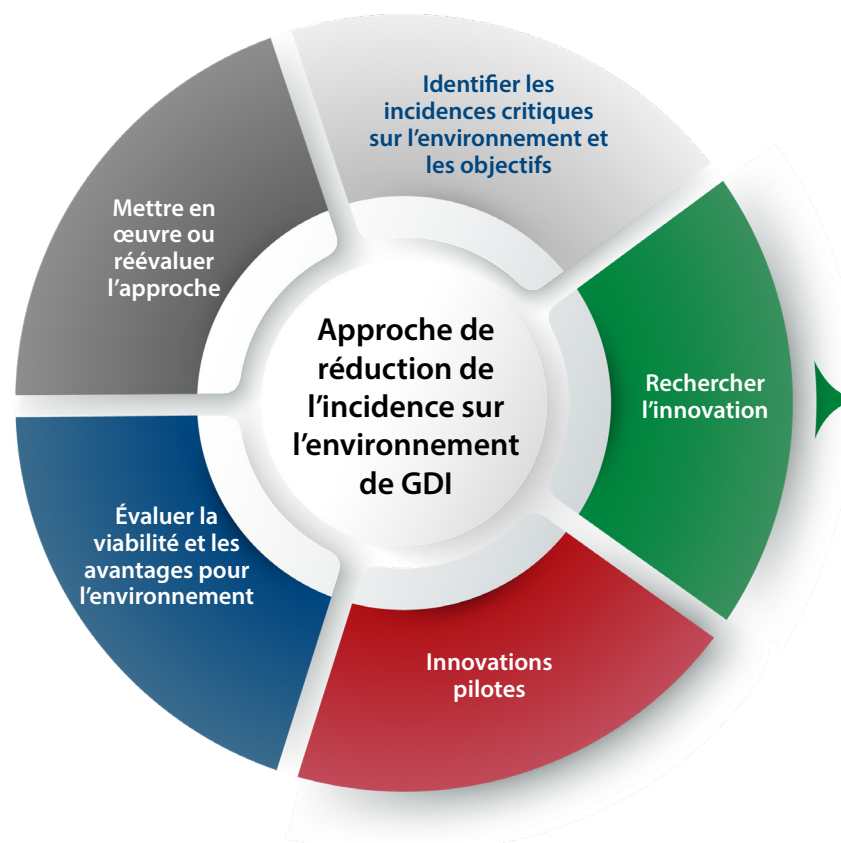 Identifier les
incidences critiques
sur l’environnement et
les objectifs
Rechercher
l’innovation
Innovations
pilotes
Évaluer la
viabilité et les
avantages pour
l’environnement
Mettre en
œuvre ou
réévaluer
l’approche
Approche de
réduction de
l’incidence sur
l’environnement
de GDI